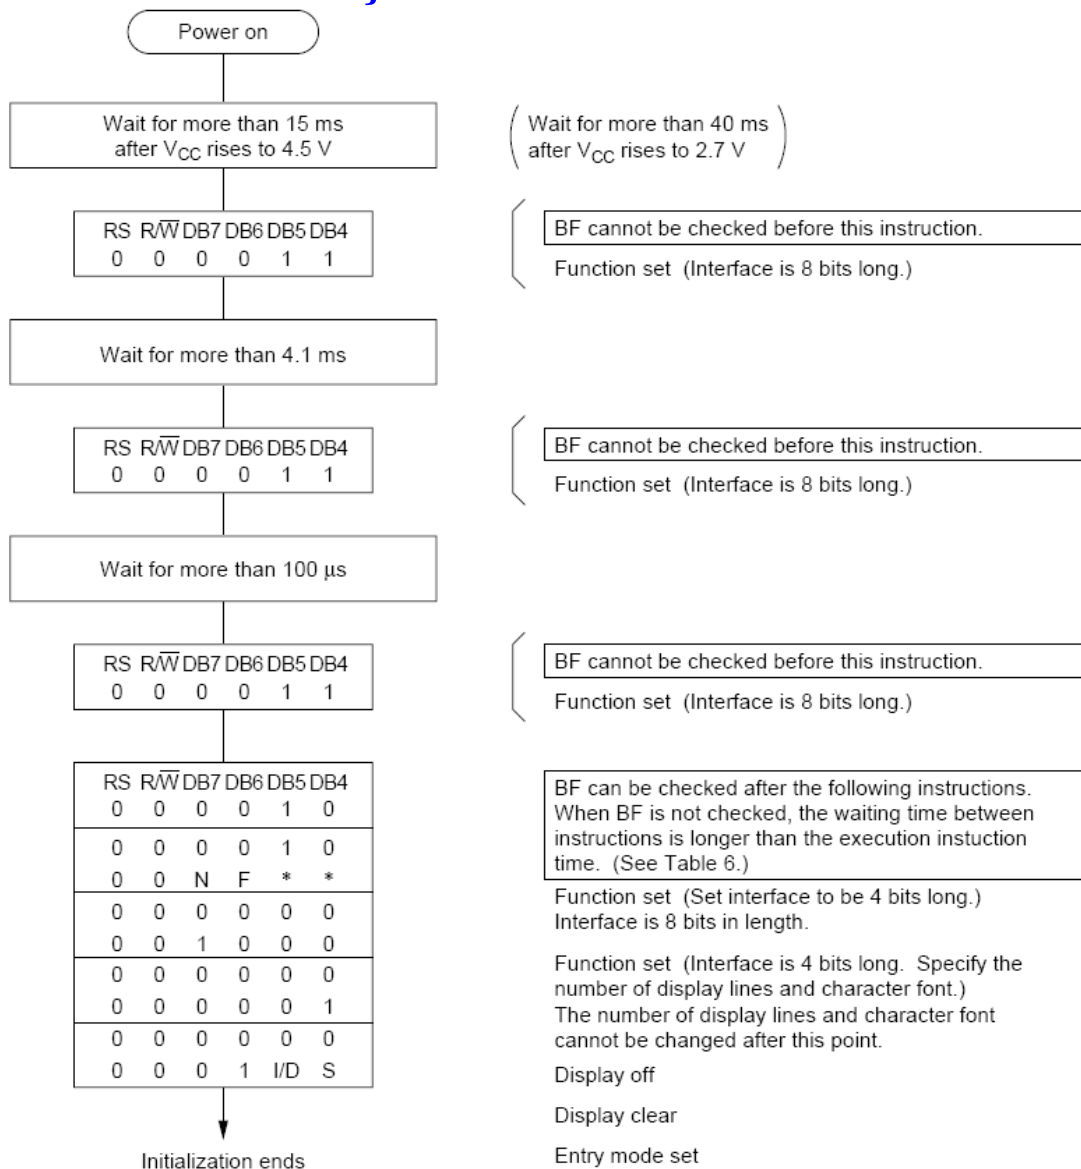 Power on
Wait for more than 15 ms
after VCC rises to 4.5 V
Wait for more than 40 ms
after VCC rises to 2.7 V
RS R/W DB7 DB6 DB5 DB4
0 0 0 0 1 1
BF cannot be checked before this instruction.
Function set (Interface is 8 bits long.)
Wait for more than 4.1 ms
RS R/W DB7 DB6 DB5 DB4
0 0 0 0 1 1
BF cannot be checked before this instruction.
Function set (Interface is 8 bits long.)
Wait for more than 100 μs
RS R/W DB7 DB6 DB5 DB4
0 0 0 0 1 1
BF cannot be checked before this instruction.
Function set (Interface is 8 bits long.)
RS R/W DB7 DB6 DB5 DB4
0 0 0 0 1 0
0 0 0 0 1 0
0 0 N F * *
0 0 0 0 0 0
0 0 1 0 0 0
0 0 0 0 0 0
0 0 0 0 0 1
0 0 0 0 0 0
0 0 0 1 I/D S
BF can be checked after the following instructions.
When BF is not checked, the waiting time between
instructions is longer than the execution instuction
time. (See Table 6.)
Function set (Set interface to be 4 bits long.)
Interface is 8 bits in length.
Function set (Interface is 4 bits long. Specify the
number of display lines and character font.)
The number of display lines and character font
cannot be changed after this point.
Display off
Display clear
Entry mode set
Initialization ends